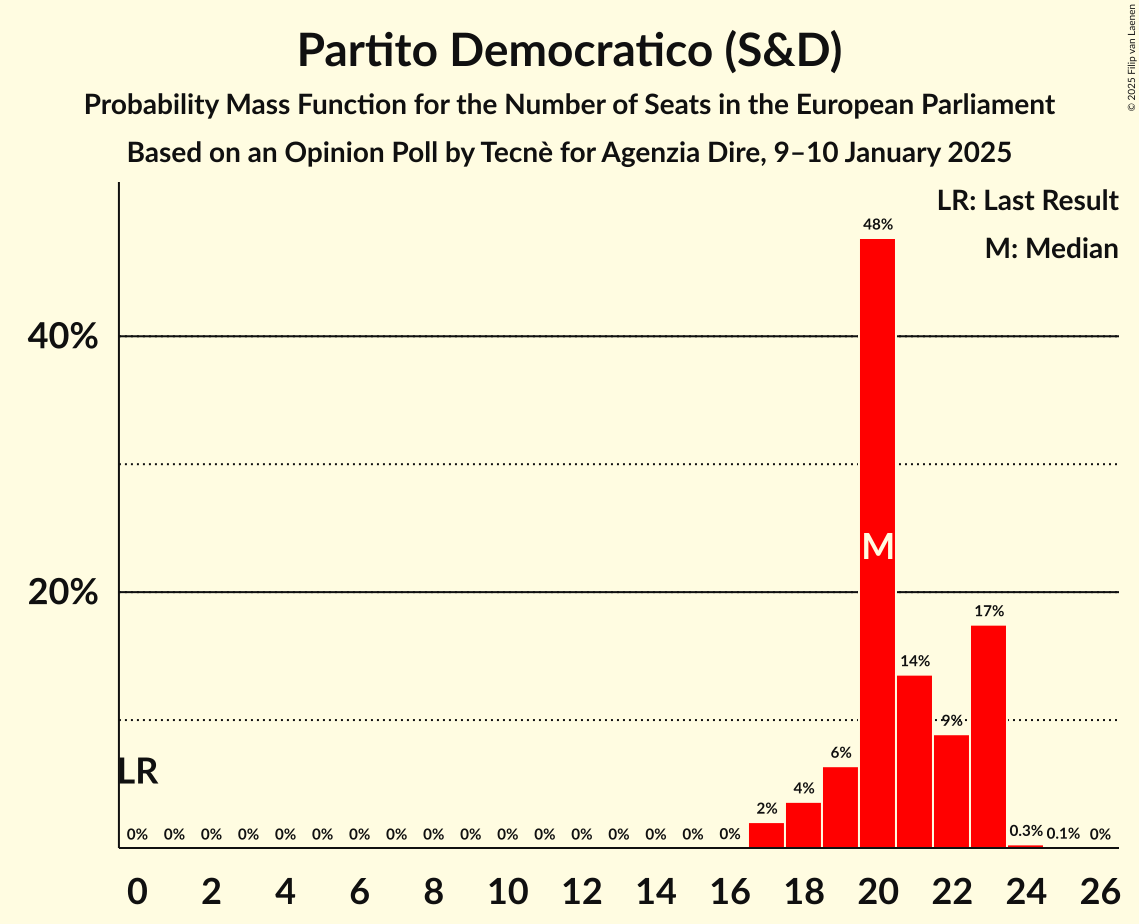 Partito Democratico (S&D)
Probability Mass Function for the Number of Seats in the European Parliament
Based on an Opinion Poll by Tecnè for Agenzia Dire, 9–10 January 2025
© 2025 Filip van Laenen
LR: Last Result
M: Median
40%
20%
48%
M
17%
14%
9%
6%
4%
2%
LR
0% 0% 0% 0% 0% 0% 0% 0% 0% 0% 0% 0% 0% 0% 0% 0% 0% 0.3% 0.1% 0%
0 2 4 6 8 10 12 14 16 18 20 22 24 26